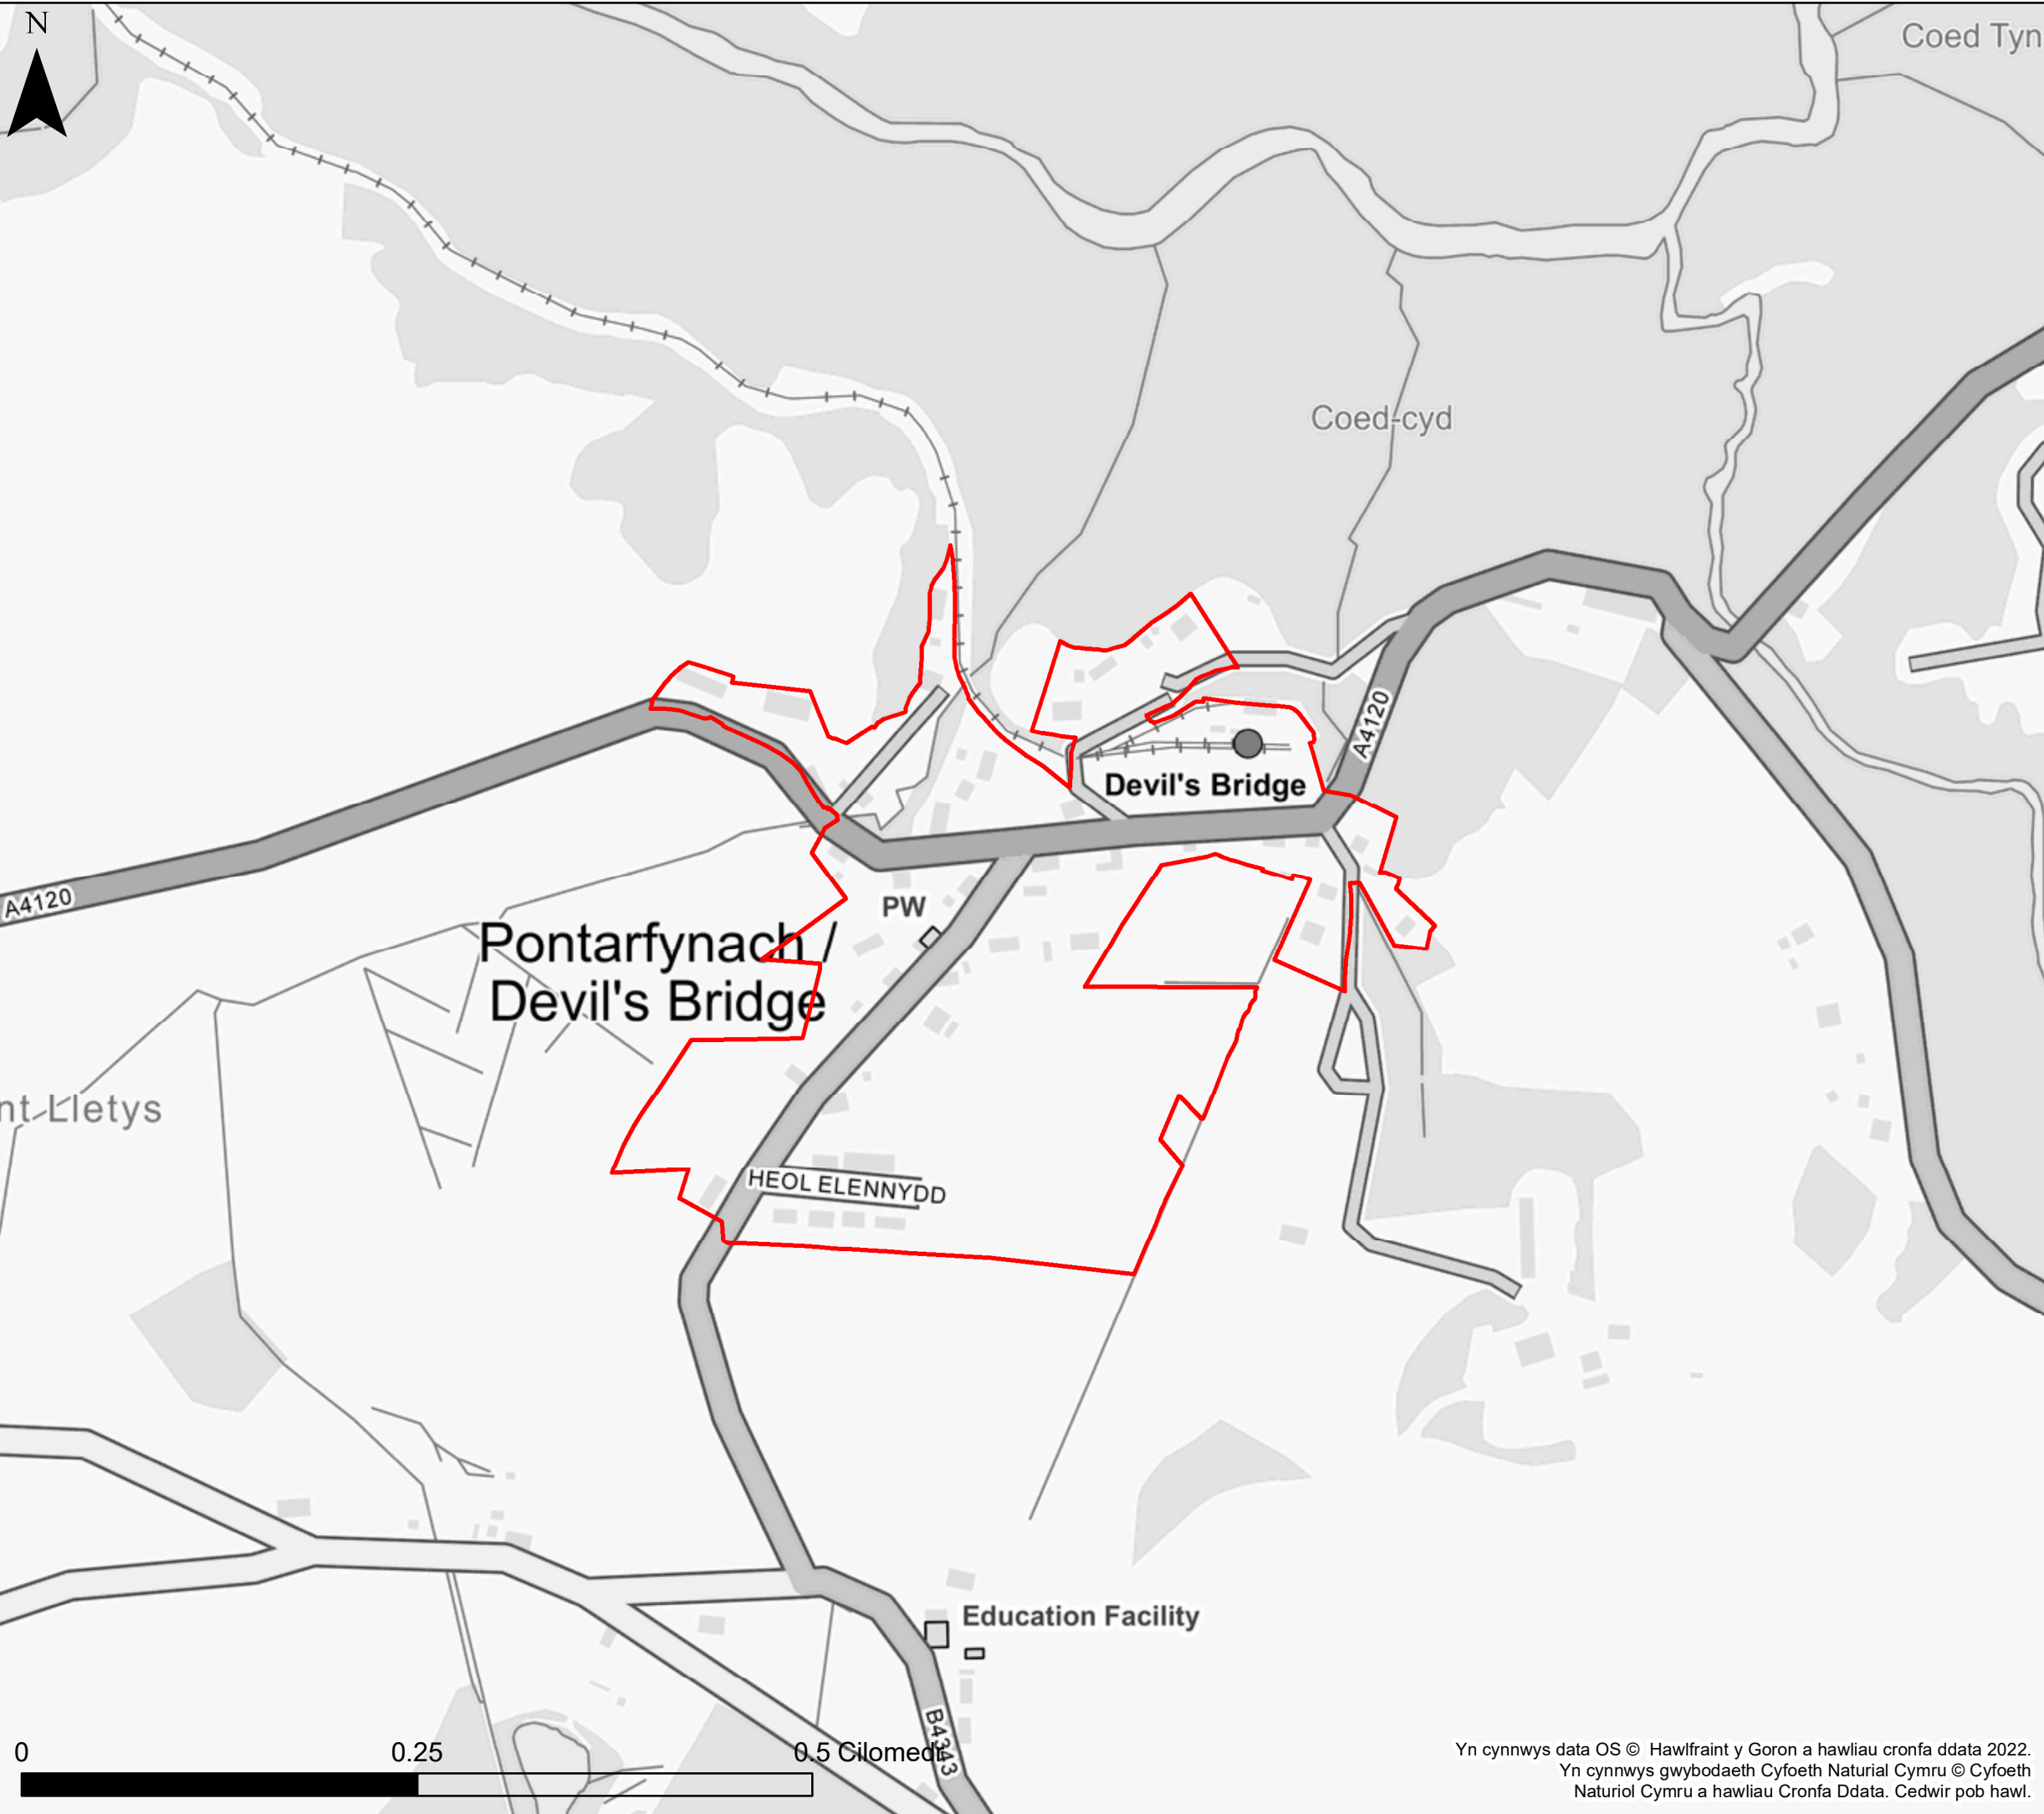 N
Coed Tyn
Coed-cyd
A4120
Devil's Bridge
A4120
PW
Pontarfynach /
Devil's Bridge
nt-Lletys
HEOL ELENNYDD
Education Facility
B4343
0
0.25
0.5 Cilomedr
Yn cynnwys data OS © Hawlfraint y Goron a hawliau cronfa ddata 2022.
Yn cynnwys gwybodaeth Cyfoeth Naturial Cymru © Cyfoeth
Naturiol Cymru a hawliau Cronfa Ddata. Cedwir pob hawl.